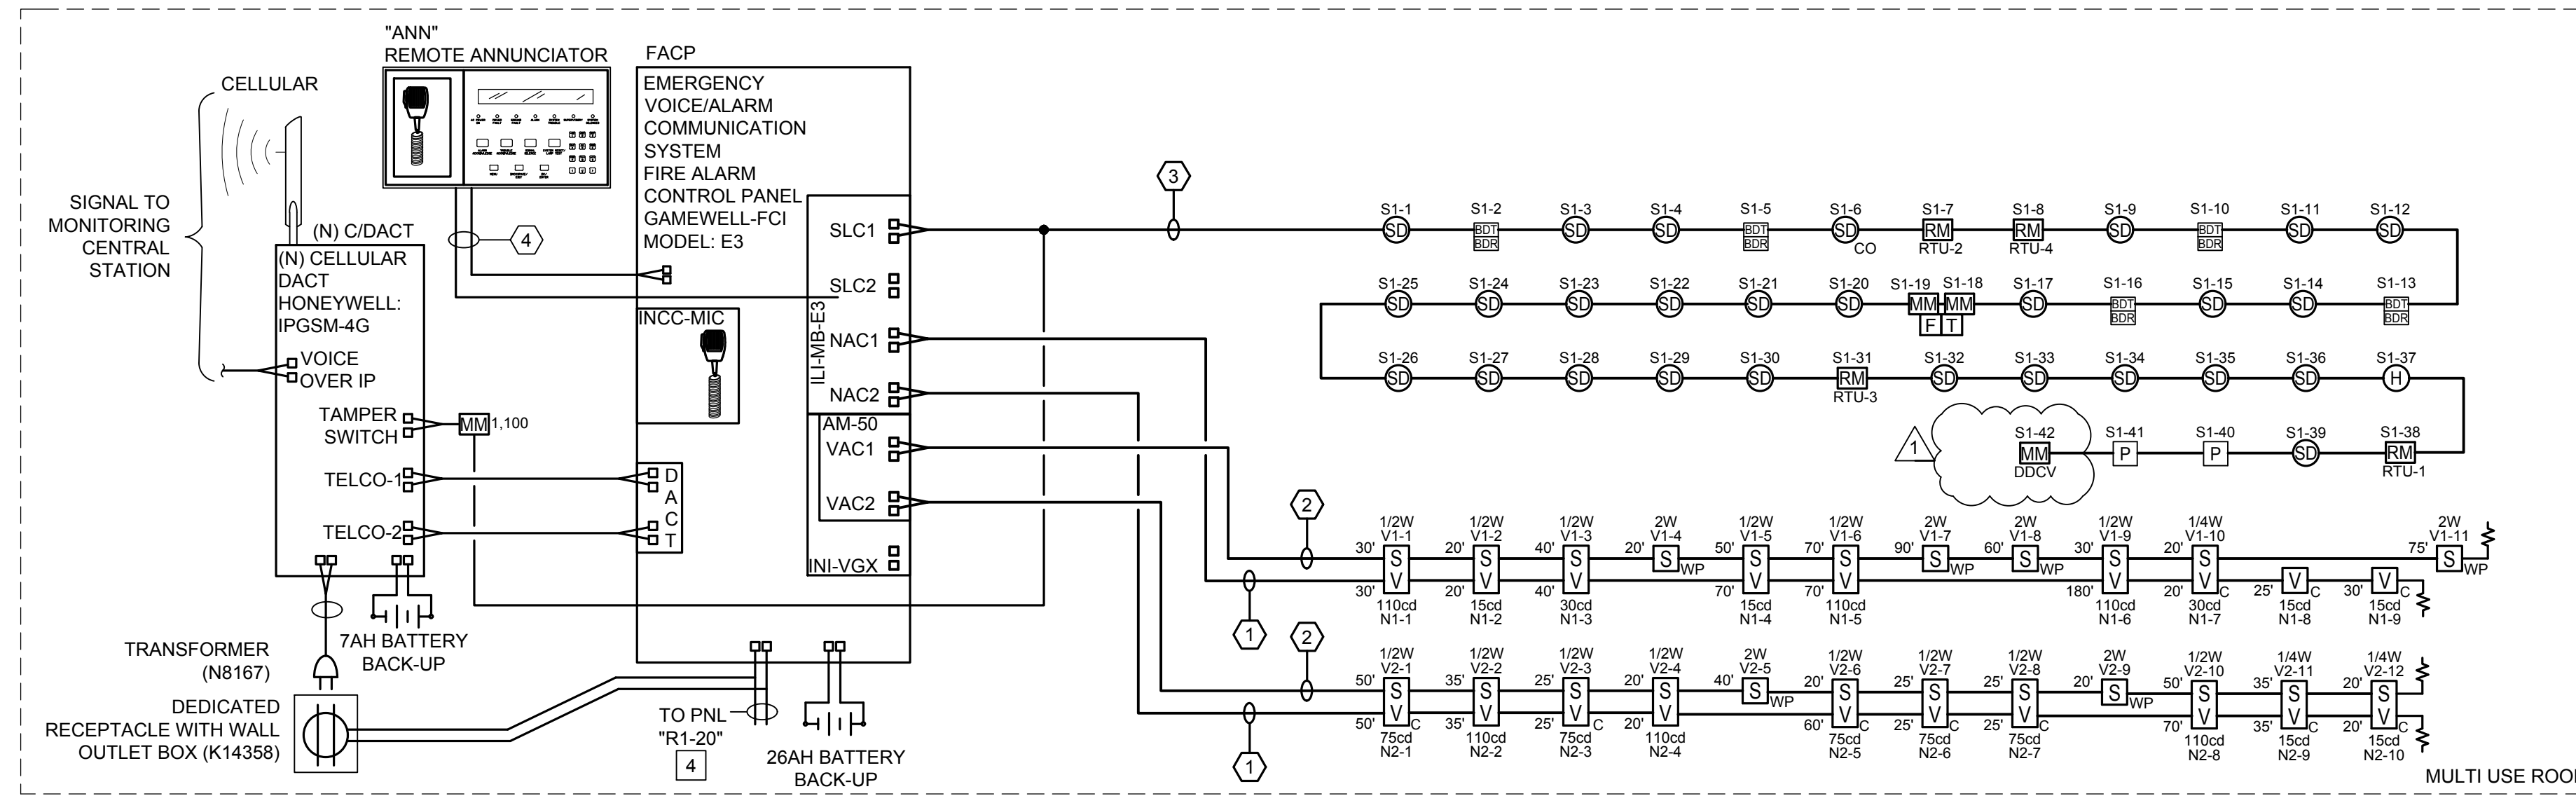 "ANN"
REMOTE ANNUNCIATOR
CELLULAR
SIGNAL TO
MONITORING
CENTRAL
STATION
(N) C/DACT
(N) CELLULAR
DACT
HONEYWELL:
IPGSM-4G
VOICE
OVER IP
TAMPER
SWITCH
MM 1,100
TELCO-1
TELCO-2
7AH BATTERY
BACK-UP
TRANSFORMER
(N8167)
DEDICATED
RECEPTACLE WITH WALL
OUTLET BOX (K14358)
4
FACP
EMERGENCY
VOICE/ALARM
COMMUNICATION
SYSTEM
FIRE ALARM
CONTROL PANEL
GAMEWELL-FCI
MODEL: E3
INCC-MIC
D
A
C
T
ILI-MB-E3
SLC1
SLC2
NAC1
NAC2
AM-50
VAC1
VAC2
INI-VGX
TO PNL
"R1-20"
4
26AH BATTERY
BACK-UP
3
S1-1 S1-2 S1-3 S1-4 S1-5 S1-6 S1-7 S1-8 S1-9 S1-10 S1-11 S1-12
SD BDT SD SD BDT SD RM RM SD BDT SD SD
BDR BDR CO RTU-2 RTU-4 BDR
S1-25 S1-24 S1-23 S1-22 S1-21 S1-20 S1-19 S1-18 S1-17 S1-16 S1-15 S1-14 S1-13
SD SD SD SD SD SD MM MM SD BDT SD SD BDT
F T BDR BDR
S1-26 S1-27 S1-28 S1-29 S1-30 S1-31 S1-32 S1-33 S1-34 S1-35 S1-36 S1-37
SD SD SD SD SD RM SD SD SD SD SD H
RTU-3
1
S1-42 S1-41 S1-40 S1-39 S1-38
MM P P SD RM
DDCV RTU-1
2
1/2W 1/2W 1/2W 2W 1/2W 1/2W 2W 2W 1/2W 1/4W 2W
V1-1 V1-2 V1-3 V1-4 V1-5 V1-6 V1-7 V1-8 V1-9 V1-10 V1-11
30' S 20' S 40' S 20' S WP 50' S 70' S 90' S WP 60' S WP 30' S 20' S 75' S WP
30' V 20' V 40' V 70' V 70' V 180' V 20' V C 25' V C 30' V C
110cd 15cd 30cd 15cd 110cd 110cd 30cd 15cd 15cd
N1-1 N1-2 N1-3 N1-4 N1-5 N1-6 N1-7 N1-8 N1-9
1
2
1/2W 1/2W 1/2W 1/2W 2W 1/2W 1/2W 1/2W 2W 1/2W 1/4W 1/4W
V2-1 V2-2 V2-3 V2-4 V2-5 V2-6 V2-7 V2-8 V2-9 V2-10 V2-11 V2-12
50' S 35' S 25' S 20' S 40' S WP 20' S 25' S 25' S 20' S WP 50' S 35' S 20' S
50' V C 35' V 25' V C 20' V 60' V C 25' V C 25' V C 70' V 35' V C 20' V C
75cd 110cd 75cd 110cd 75cd 75cd 75cd 110cd 15cd 15cd
N2-1 N2-2 N2-3 N2-4 N2-5 N2-6 N2-7 N2-8 N2-9 N2-10
1
MULTI USE